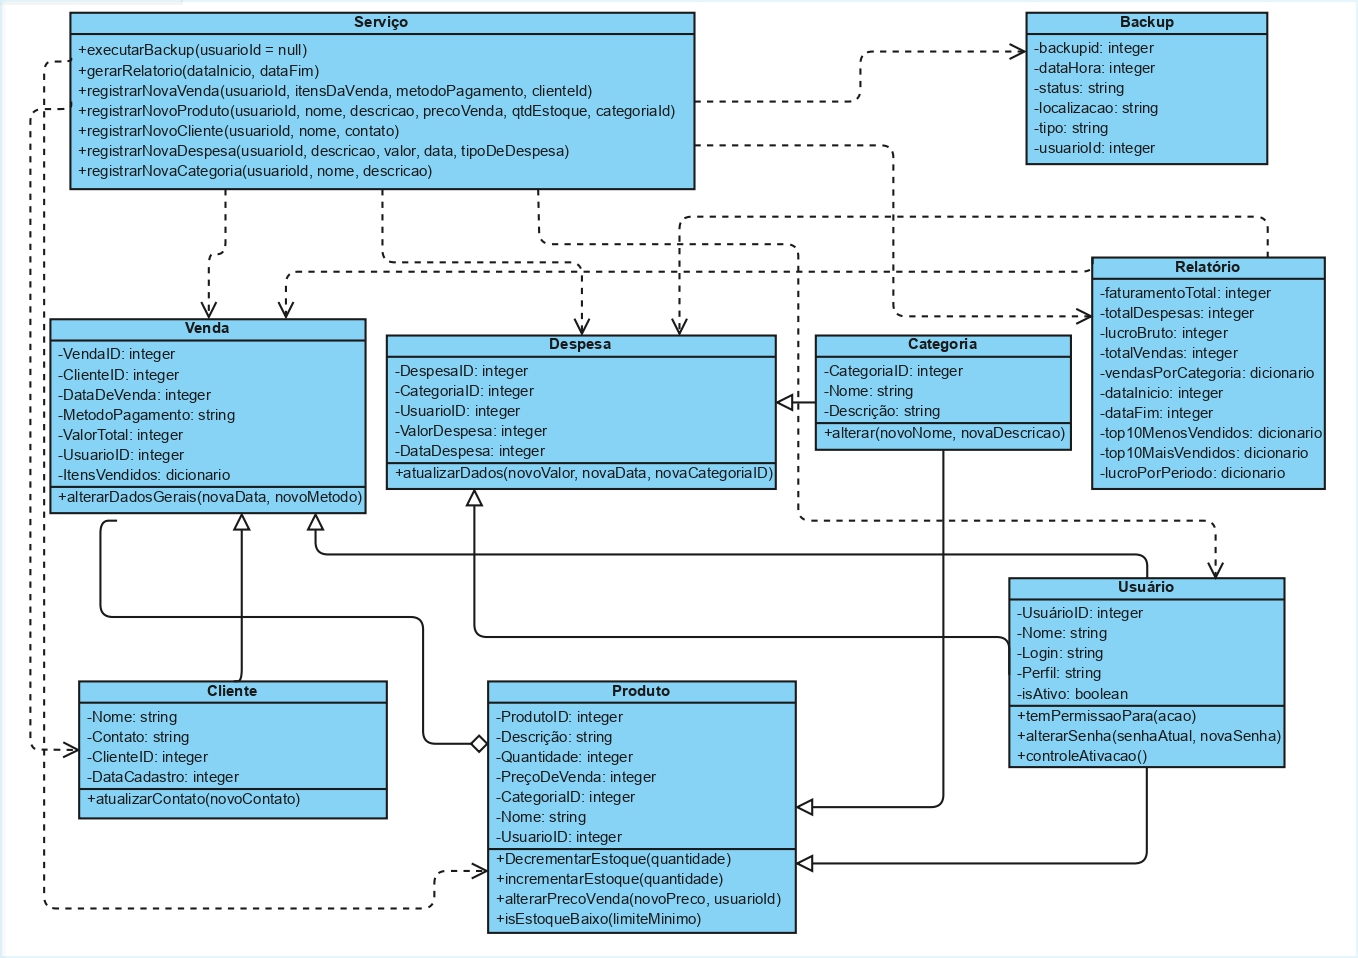 Serviço
+executarBackup(usuarioId = null)
+gerarRelatorio(dataInicio, dataFim)
+registrarNovaVenda(usuarioId, itensDaVenda, metodoPagamento, clienteId)
+registrarNovoProduto(usuarioId, nome, descricao, precoVenda, qtdEstoque, categoriaId)
+registrarNovoCliente(usuarioId, nome, contato)
+registrarNovaDespesa(usuarioId, descricao, valor, data, tipoDeDespesa)
+registrarNovaCategoria(usuarioId, nome, descricao)
Backup
-backupid: integer
-dataHora: integer
-status: string
-localizacao: string
-tipo: string
-usuarioId: integer
Relatório
-faturamentoTotal: integer
-totalDespesas: integer
-lucroBruto: integer
-totalVendas: integer
-vendasPorCategoria: dicionario
-dataInicio: integer
-dataFim: integer
-top10MenosVendidos: dicionario
-top10MaisVendidos: dicionario
-lucroPorPeriodo: dicionario
Venda
-VendaID: integer
-ClienteID: integer
-DataDeVenda: integer
-MetodoPagamento: string
-ValorTotal: integer
-UsuarioID: integer
-ItensVendidos: dicionario
+alterarDadosGerais(novaData, novoMetodo)
Despesa
-DespesaID: integer
-CategoriaID: integer
-UsuarioID: integer
-ValorDespesa: integer
-DataDespesa: integer
+atualizarDados(novoValor, novaData, novaCategoriaID)
Categoria
-CategoriaID: integer
-Nome: string
-Descrição: string
+alterar(novoNome, novaDescricao)
Usuário
-UsuárioID: integer
-Nome: string
-Login: string
-Perfil: string
-isAtivo: boolean
+temPermissaoPara(acao)
+alterarSenha(senhaAtual, novaSenha)
+controleAtivacao()
Cliente
-Nome: string
-Contato: string
-ClienteID: integer
-DataCadastro: integer
+atualizarContato(novoContato)
Produto
-ProdutoID: integer
-Descrição: string
-Quantidade: integer
-PreçoDeVenda: integer
-CategoriaID: integer
-Nome: string
-UsuarioID: integer
+DecrementarEstoque(quantidade)
+incrementarEstoque(quantidade)
+alterarPrecoVenda(novoPreco, usuarioId)
+isEstoqueBaixo(limiteMinimo)